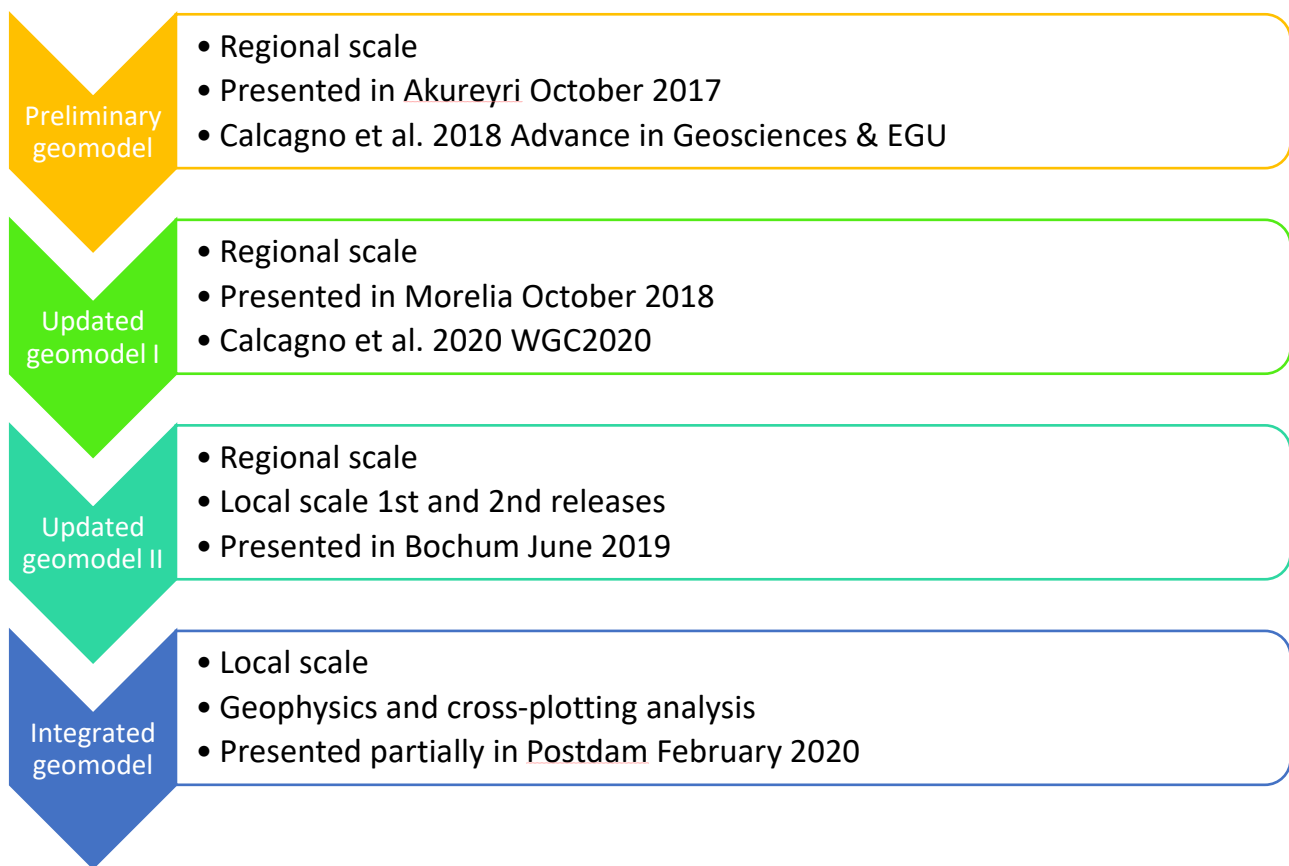 Preliminary
geomodel
• Regional scale
• Presented in Akureyri October 2017
• Calcagno et al. 2018 Advance in Geosciences & EGU
Updated
geomodel I
• Regional scale
• Presented in Morelia October 2018
• Calcagno et al. 2020 WGC2020
Updated
geomodel II
• Regional scale
• Local scale 1st and 2nd releases
• Presented in Bochum June 2019
Integrated
geomodel
• Local scale
• Geophysics and cross-plotting analysis
• Presented partially in Postdam February 2020